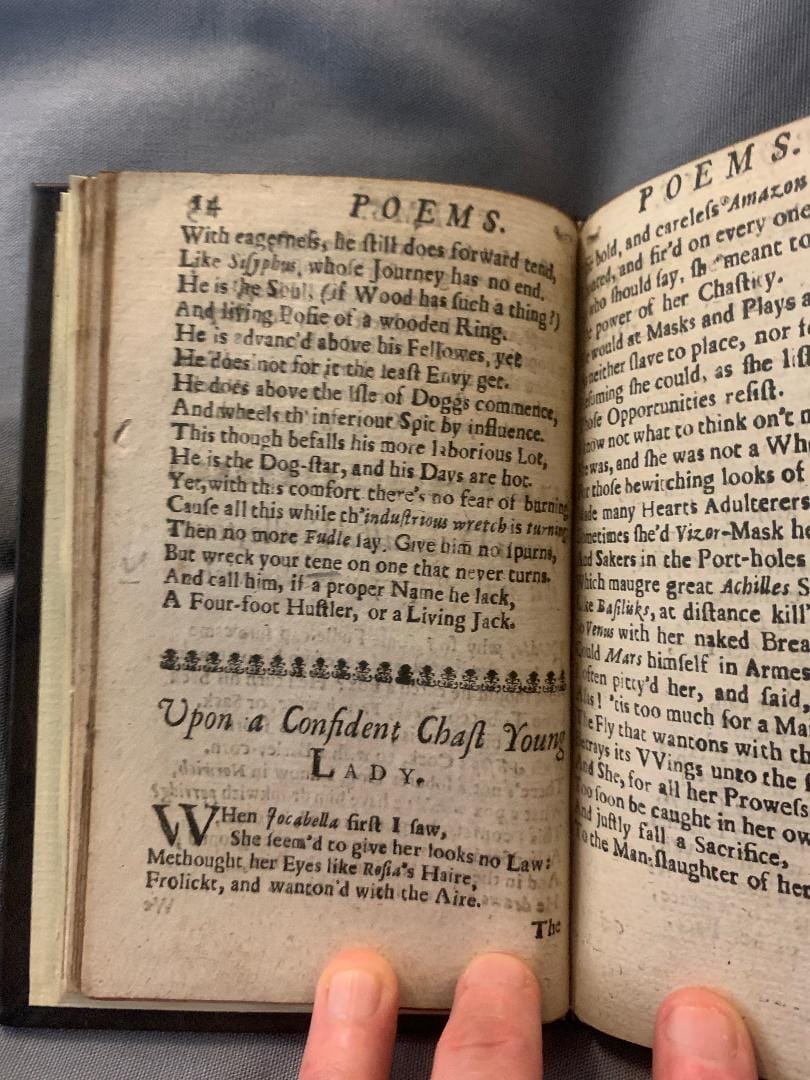 14 POEMS.
With eagerneſs, he ſtill does forward tend,
Like Siſyphus, whoſe Journey has no end.
He is the Soul, (if Wood has ſuch a thing?)
And living Poſie of a wooden Ring.
He is advanc'd above his Fellowes, yet
He does not for it the leaſt Envy get.
He does above the Iſle of Doggs commence,
And wheels th' inferiour Spit by influence.
This though befalls his more laborious Lot,
He is the Dog-ſtar, and his Days are hot.
Yet, with this comfort there's no fear of burning
Cauſe all this while th'induſtrious wretch is turning
Then no more Fudle ſay. Give him no ſpurns,
But wreck your tene on one that never turns.
And call him, if a proper Name he lack,
A Four-foot Huſtler, or a Living Jack.
Upon a Confident Chaſt Young
LADY.
WHen Jocabella firſt I ſaw,
She ſeem'd to give her looks no Law:
Methought her Eyes like Roſia's Haire,
Frolickt, and wanton'd with the Aire.
The
POEMS.
bold, and careleſs Amazon
and fir'd on every one
who ſhould ſay, ſh meant to
power of her Chaſtity.
would at Masks and Plays
neither ſlave to place, nor
ſhe could, as ſhe liſt
Opportunities reſiſt.
know not what to think on't
was, and ſhe was not a Wh
thoſe bewitching looks of
many Hearts Adulterers
ſometimes ſhe'd Vizor-Mask
And Sakers in the Port-holes
Which maugre great Achilles
Baſilisks, at diſtance kill'
Venus with her naked
Mars himſelf in
often pitty'd her, and ſaid,
'tis too much for a
The Fly that wantons with
its VVings unto the
And She, for all her Proweſs
ſoon be caught in her
And juſtly fall a Sacrifice,
To the Man-ſlaughter of her